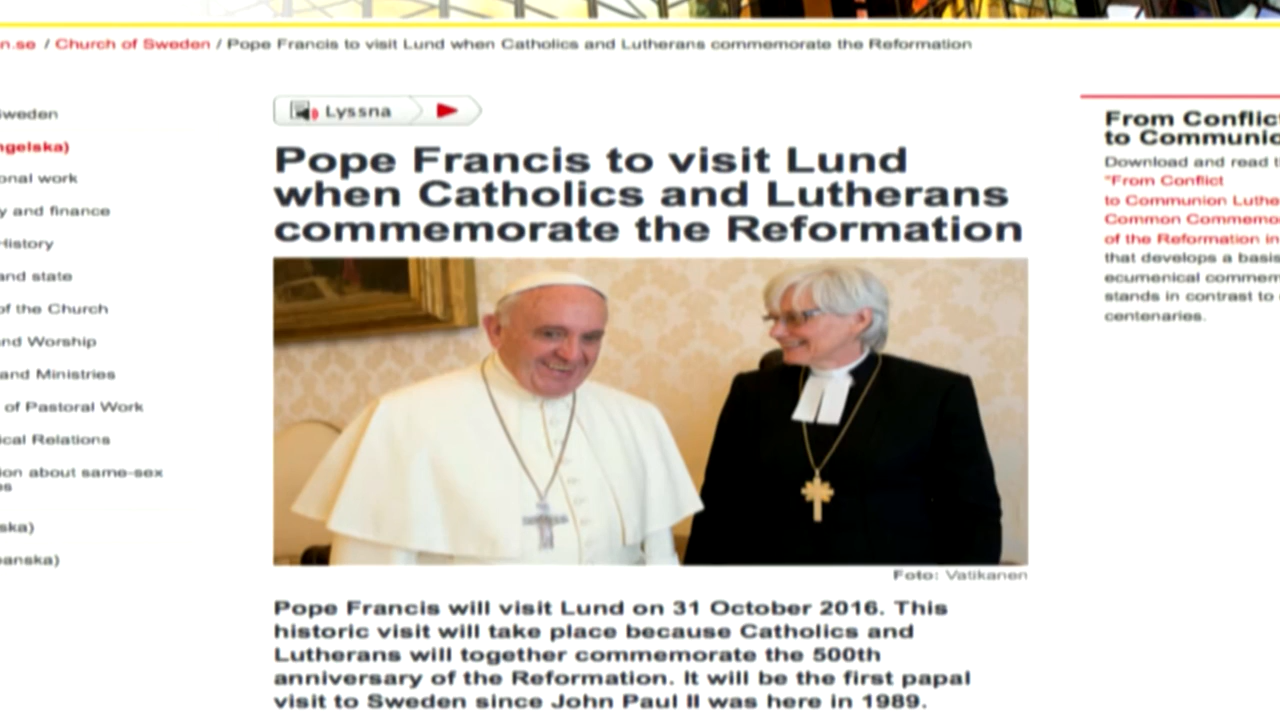 n.se / Church of Sweden / Pope Francis to visit Lund when Catholics and Lutherans commemorate the Reformation
weden
ngelska)
onal work
y and finance
History
and state
of the Church
nd Worship
and Ministries
of Pastoral Work
ical Relations
ion about same-sex
es
ska)
anska)
Lyssna
Pope Francis to visit Lund
when Catholics and Lutherans
commemorate the Reformation
Foto: Vatikanen
Pope Francis will visit Lund on 31 October 2016. This
historic visit will take place because Catholics and
Lutherans will together commemorate the 500th
anniversary of the Reformation. It will be the first papal
visit to Sweden since John Paul II was here in 1989.
From Conflict
to Communio
Download and read t
"From Conflict
to Communion Luthe
Common Commemo
of the Reformation in
that develops a basis
ecumenical commem
stands in contrast to
centenaries.